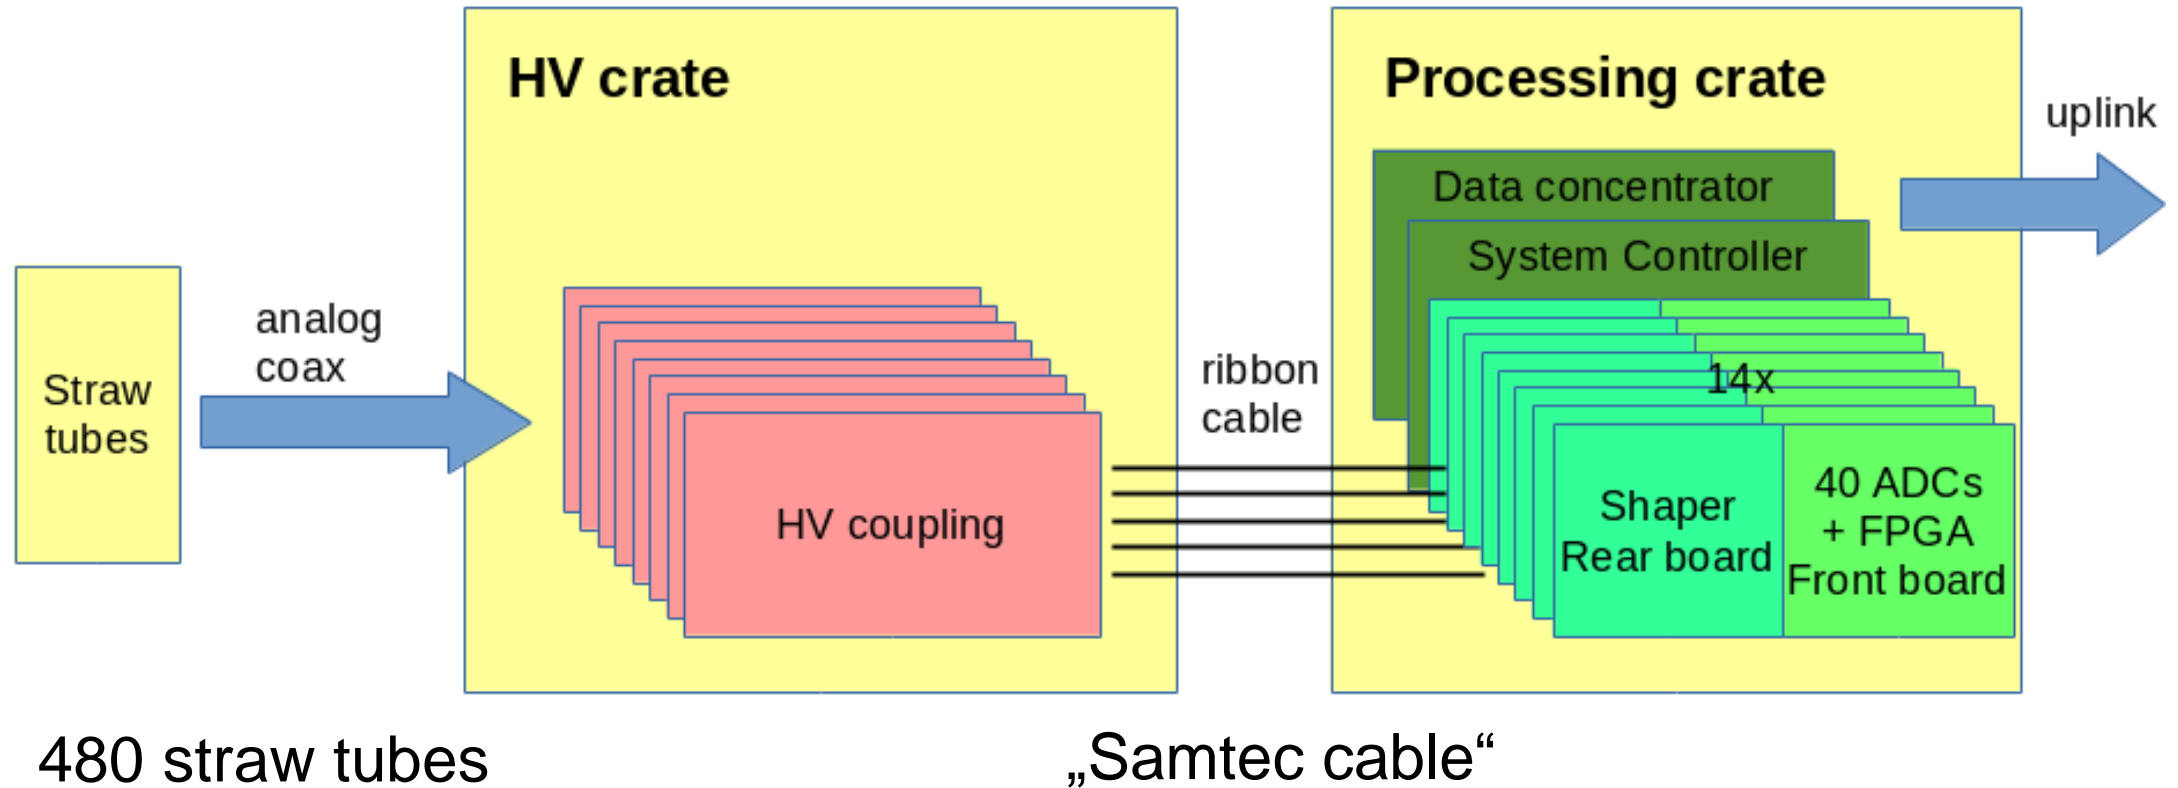 HV crate
Processing crate
uplink
Data concentrator
System Controller
analog
coax
Straw
tubes
ribbon
cable
14x
HV coupling
Shaper
Rear board
40 ADCs
+ FPGA
Front board
480 straw tubes
„Samtec cable“